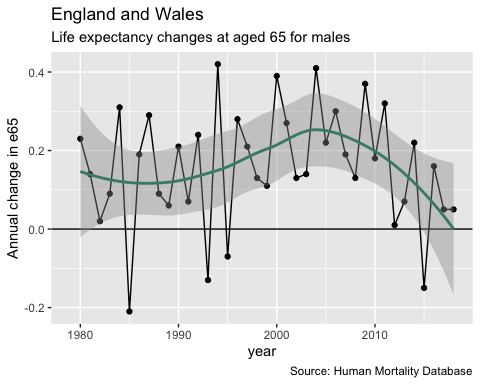 England and Wales
Life expectancy changes at aged 65 for males
Annual change in e65
0.4
0.2
0.0
-0.2
1980 1990 2000 2010
year
Source: Human Mortality Database